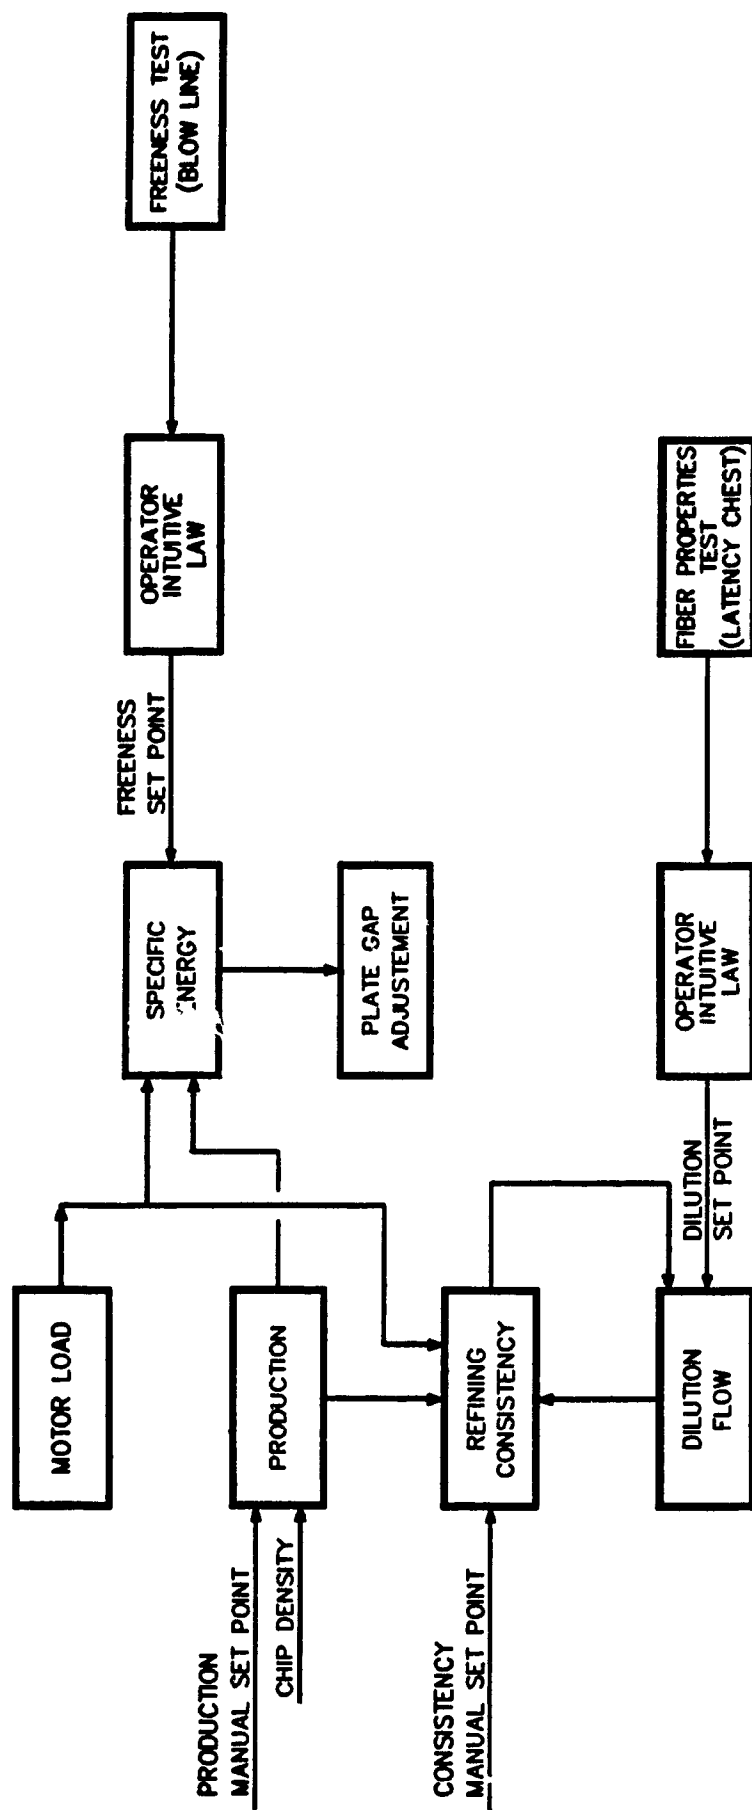 MOTOR LOAD
PRODUCTION
MANUAL SET POINT
CHIP DENSITY
PRODUCTION
CONSISTENCY
MANUAL SET POINT
REFINING
CONSISTENCY
DILUTION
FLOW
SPECIFIC
ENERGY
PLATE GAP
ADJUSTEMENT
FREENESS
SET POINT
OPERATOR
INTUITIVE
LAW
FREENESS TEST
(BLOW LINE)
DILUTION
SET POINT
OPERATOR
INTUITIVE
LAW
FIBER PROPERTIES
TEST
(LATENCY CHEST)